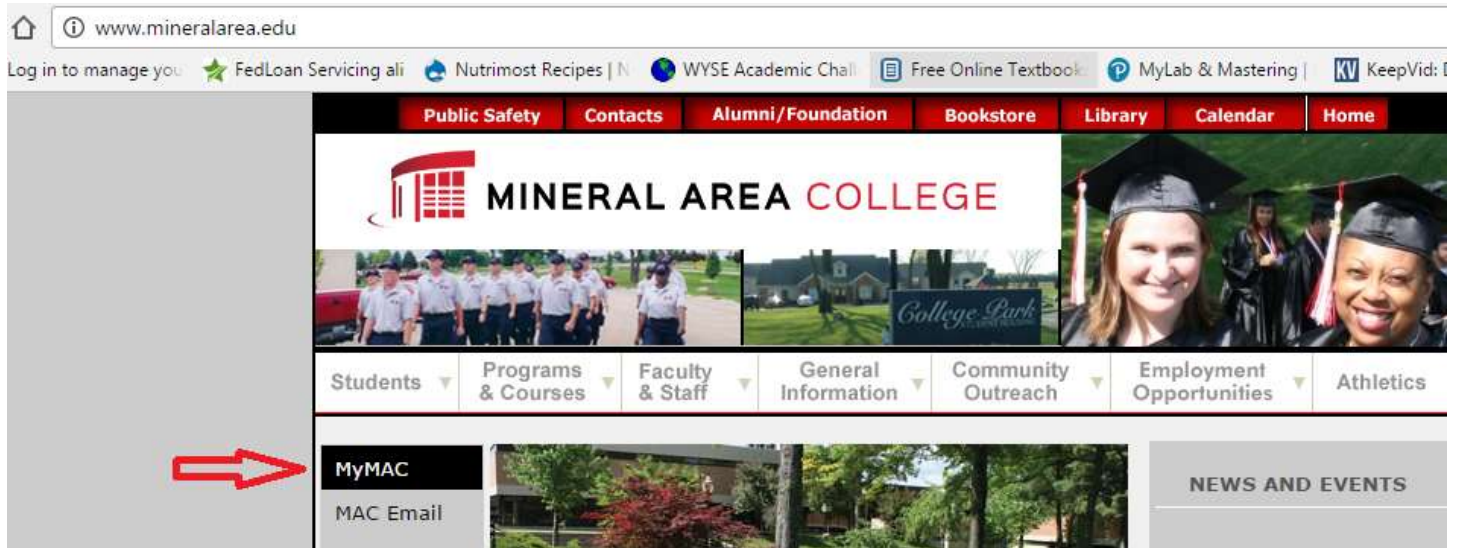 www.mineralarea.edu
Log in to manage you FedLoan Servicing ali Nutrimost Recipes | N WYSE Academic Chall Free Online Textbook MyLab & Mastering | KV KeepVid: D
Public Safety Contacts Alumni/Foundation Bookstore Library Calendar Home
MINERAL AREA COLLEGE
College Park
Students Programs & Courses Faculty & Staff General Information Community Outreach Employment Opportunities Athletics
MyMAC
NEWS AND EVENTS
MAC Email